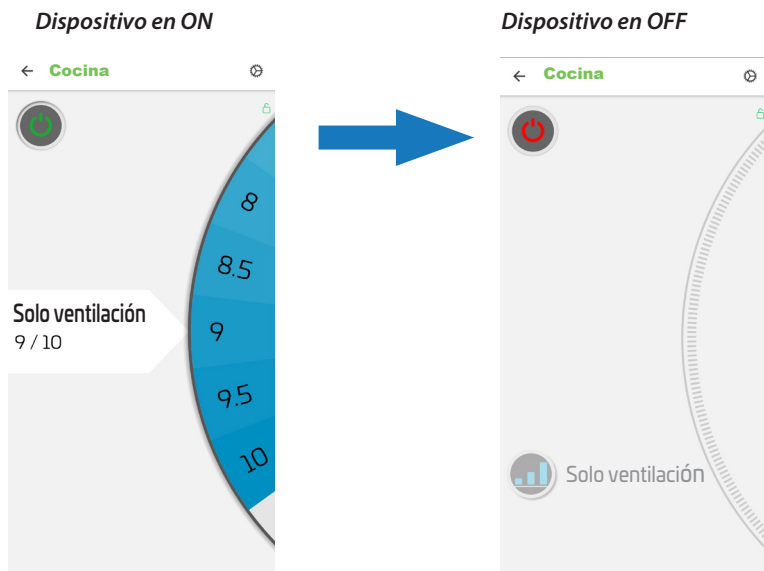 Dispositivo en ON
Dispositivo en OFF
Cocina
8
8.5
9
9.5
10
Solo ventilación
9 / 10
Cocina
Solo ventilación